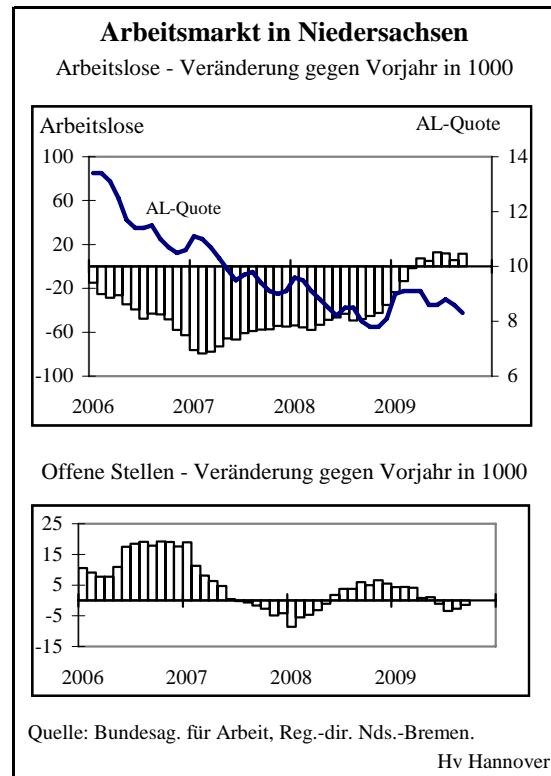 Arbeitsmarkt in Niedersachsen
Arbeitslose - Veränderung gegen Vorjahr in 1000
Arbeitslose AL-Quote
100 14
60 12
AL-Quote
20 10
-20
-60 8
-100 6
2006 2007 2008 2009
Offene Stellen - Veränderung gegen Vorjahr in 1000
25
15
5
-5
-15
2006 2007 2008 2009
Quelle: Bundesag. für Arbeit, Reg.-dir. Nds.-Bremen.
Hv Hannover